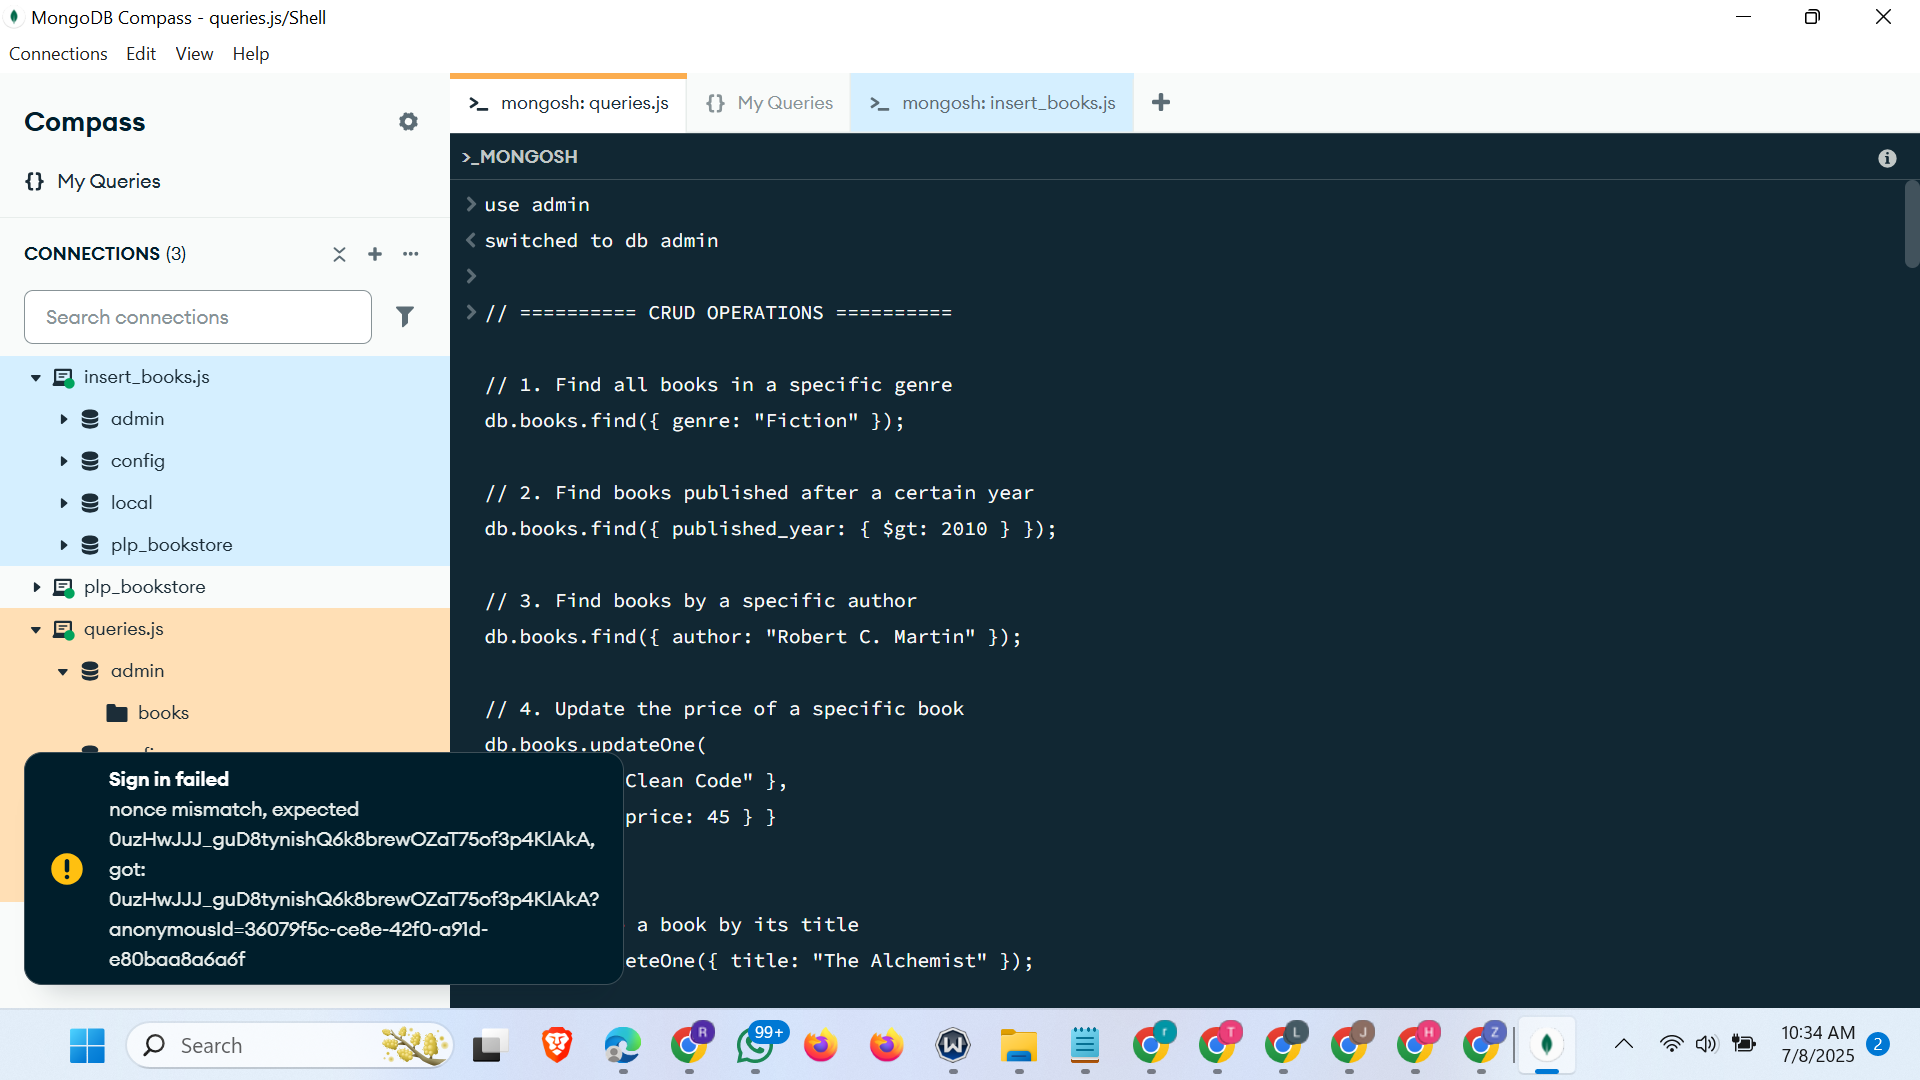 MongoDB Compass - queries.js/Shell
Connections Edit View Help
Compass
{} My Queries
CONNECTIONS (3)
Search connections
insert_books.js
admin
config
local
plp_bookstore
plp_bookstore
queries.js
admin
books
>_ mongosh: queries.js
{} My Queries
>_ mongosh: insert_books.js
>_MONGOSH
> use admin
< switched to db admin
>
> // ========== CRUD OPERATIONS ==========
// 1. Find all books in a specific genre
db.books.find({ genre: "Fiction" });
// 2. Find books published after a certain year
db.books.find({ published_year: { $gt: 2010 } });
// 3. Find books by a specific author
db.books.find({ author: "Robert C. Martin" });
// 4. Update the price of a specific book
db.books.updateOne(
Clean Code" },
price: 45 } }
a book by its title
eteOne({ title: "The Alchemist" });
Sign in failed
nonce mismatch, expected
0uzHwJJJ_guD8tynishQ6k8brewOZaT75of3p4KlAkA,
got:
0uzHwJJJ_guD8tynishQ6k8brewOZaT75of3p4KlAkA?
anonymousId=36079f5c-ce8e-42f0-a91d-
e80baa8a6a6f
Search
R
99+
W
r
T
L
J
H
Z
10:34 AM
7/8/2025
2